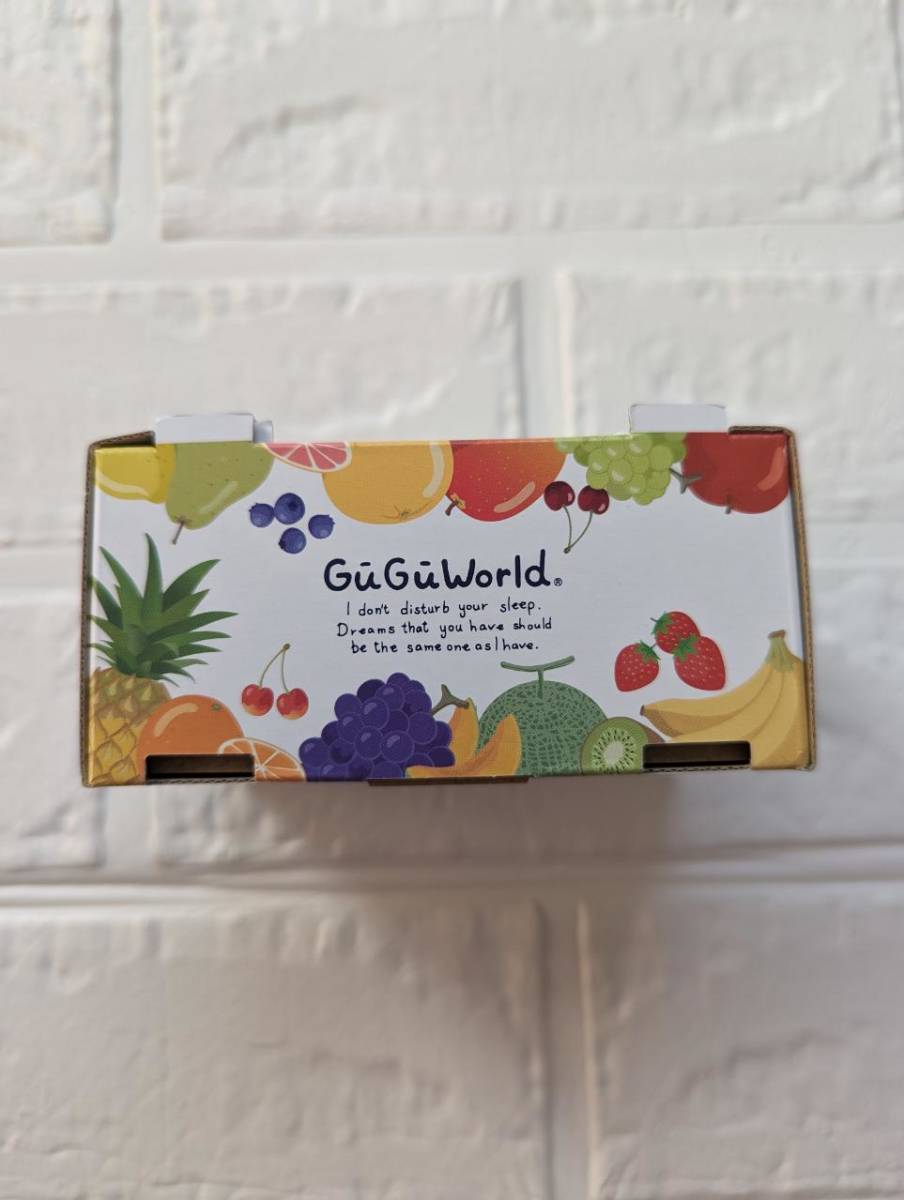 GūGūWorld®
I don't disturb your sleep.
Dreams that you have should
be the same one as I have.